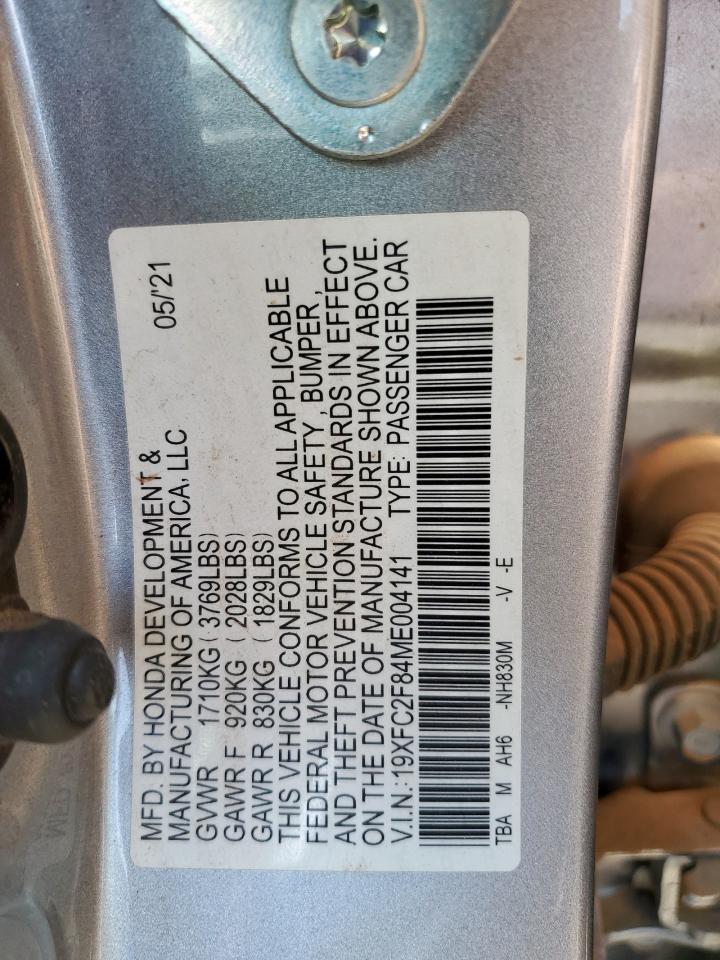 MFD. BY HONDA DEVELOPMENT &
MANUFACTURING OF AMERICA, LLC 05/'21
GVWR 1710KG ( 3769LBS)
GAWR F 920KG ( 2028LBS)
GAWR R 830KG ( 1829LBS)
THIS VEHICLE CONFORMS TO ALL APPLICABLE
FEDERAL MOTOR VEHICLE SAFETY, BUMPER,
AND THEFT PREVENTION STANDARDS IN EFFECT
ON THE DATE OF MANUFACTURE SHOWN ABOVE.
V.I.N.: 19XFC2F84ME004141 TYPE: PASSENGER CAR
TBA M AH6 -NH830M -V -E